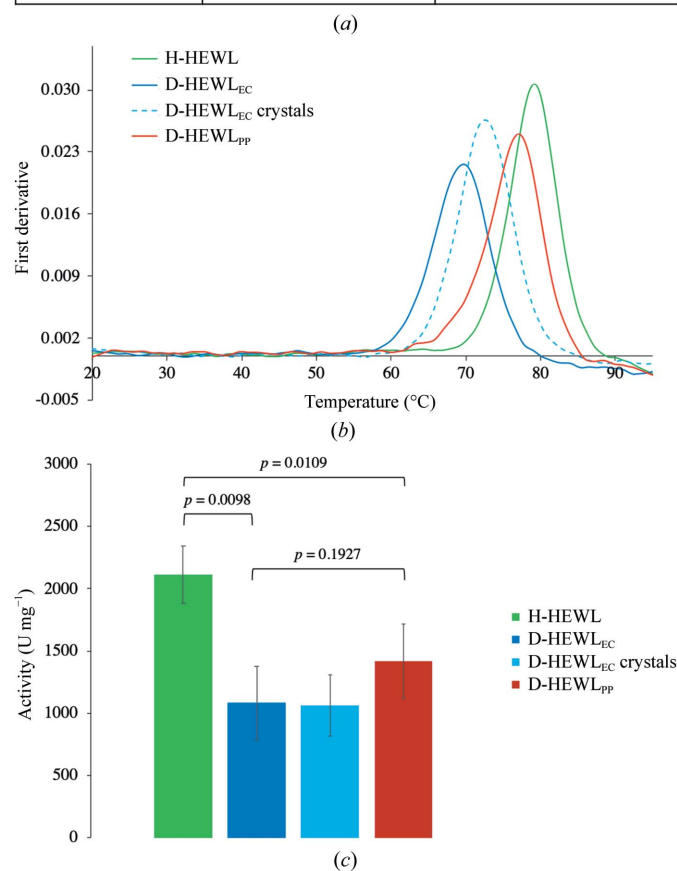 (a)
H-HEWL
D-HEWLEC
D-HEWLEC crystals
D-HEWLPP
First derivative
0.030
0.023
0.016
0.009
0.002
-0.005
20 30 40 50 60 70 80 90
Temperature (°C)
(b)
Activity (U mg−1)
3000
2500
2000
1500
1000
500
0
p = 0.0109
p = 0.0098
p = 0.1927
H-HEWL
D-HEWLEC
D-HEWLEC crystals
D-HEWLPP
(c)